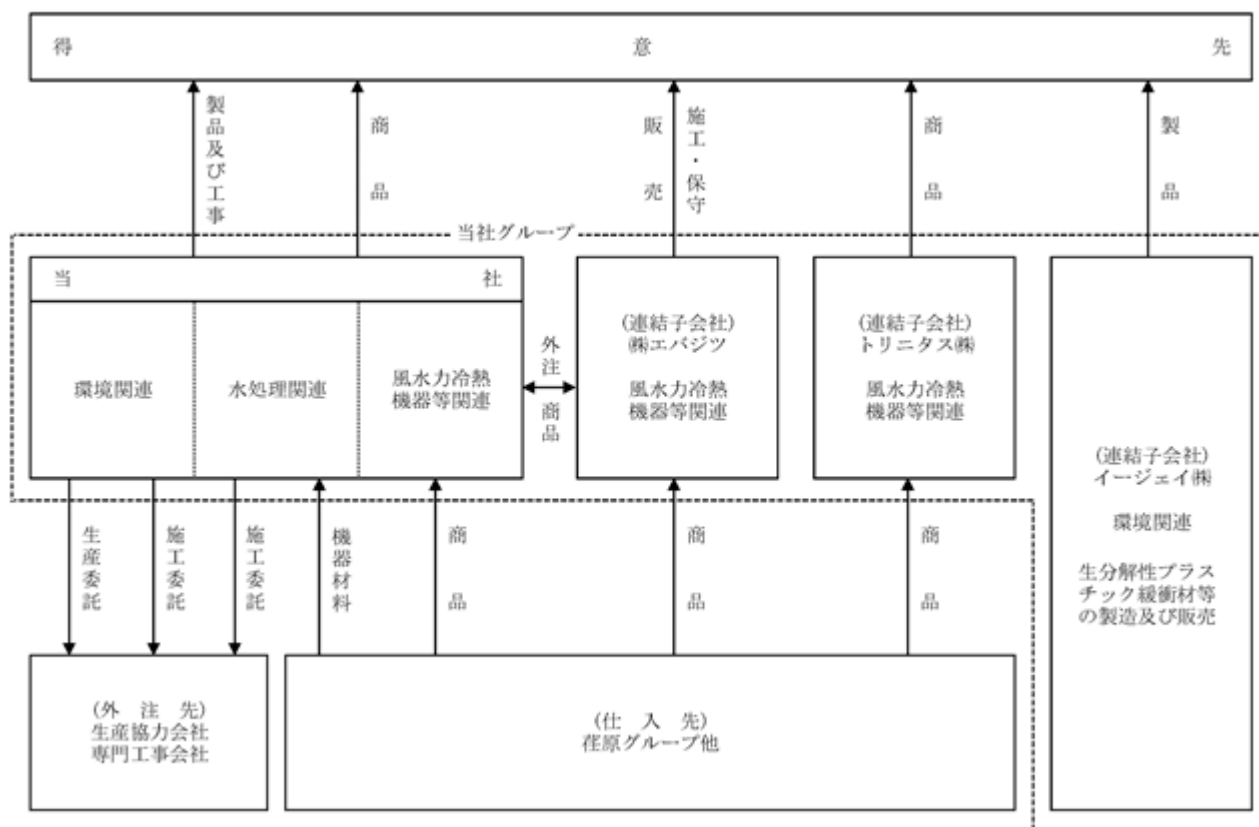 得意先
製品及び工事
商品
販売
施工・保守
商品
製品
当社グループ
当社
環境関連
水処理関連
風水力冷熱
機器等関連
外注
商品
(連結子会社)
㈱エバジツ
風水力冷熱
機器等関連
(連結子会社)
トリニタス㈱
風水力冷熱
機器等関連
(連結子会社)
イージェイ㈱
環境関連
生分解性プラス
チック緩衝材等
の製造及び販売
生産委託
施工委託
施工委託
機器材料
商品
商品
商品
(外注先)
生産協力会社
専門工事会社
(仕入先)
荏原グループ他